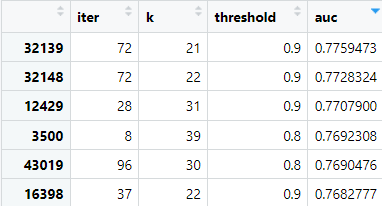 iter k threshold auc
32139 72 21 0.9 0.7759473
32148 72 22 0.9 0.7728324
12429 28 31 0.9 0.7707900
3500 8 39 0.8 0.7692308
43019 96 30 0.8 0.7690476
16398 37 22 0.9 0.7682777